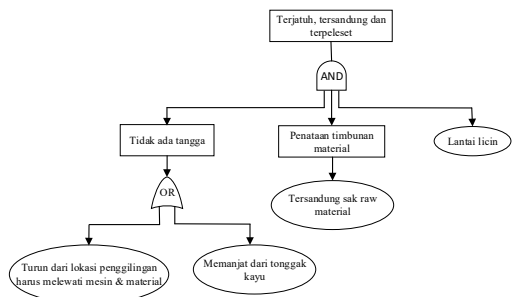 Terjatuh, tersandung dan
terpeleset
AND
Tidak ada tangga
Penataan timbunan
material
Lantai licin
OR
Tersandung sak raw
material
Turun dari lokasi penggilingan
harus melewati mesin & material
Memanjat dari tonggak
kayu